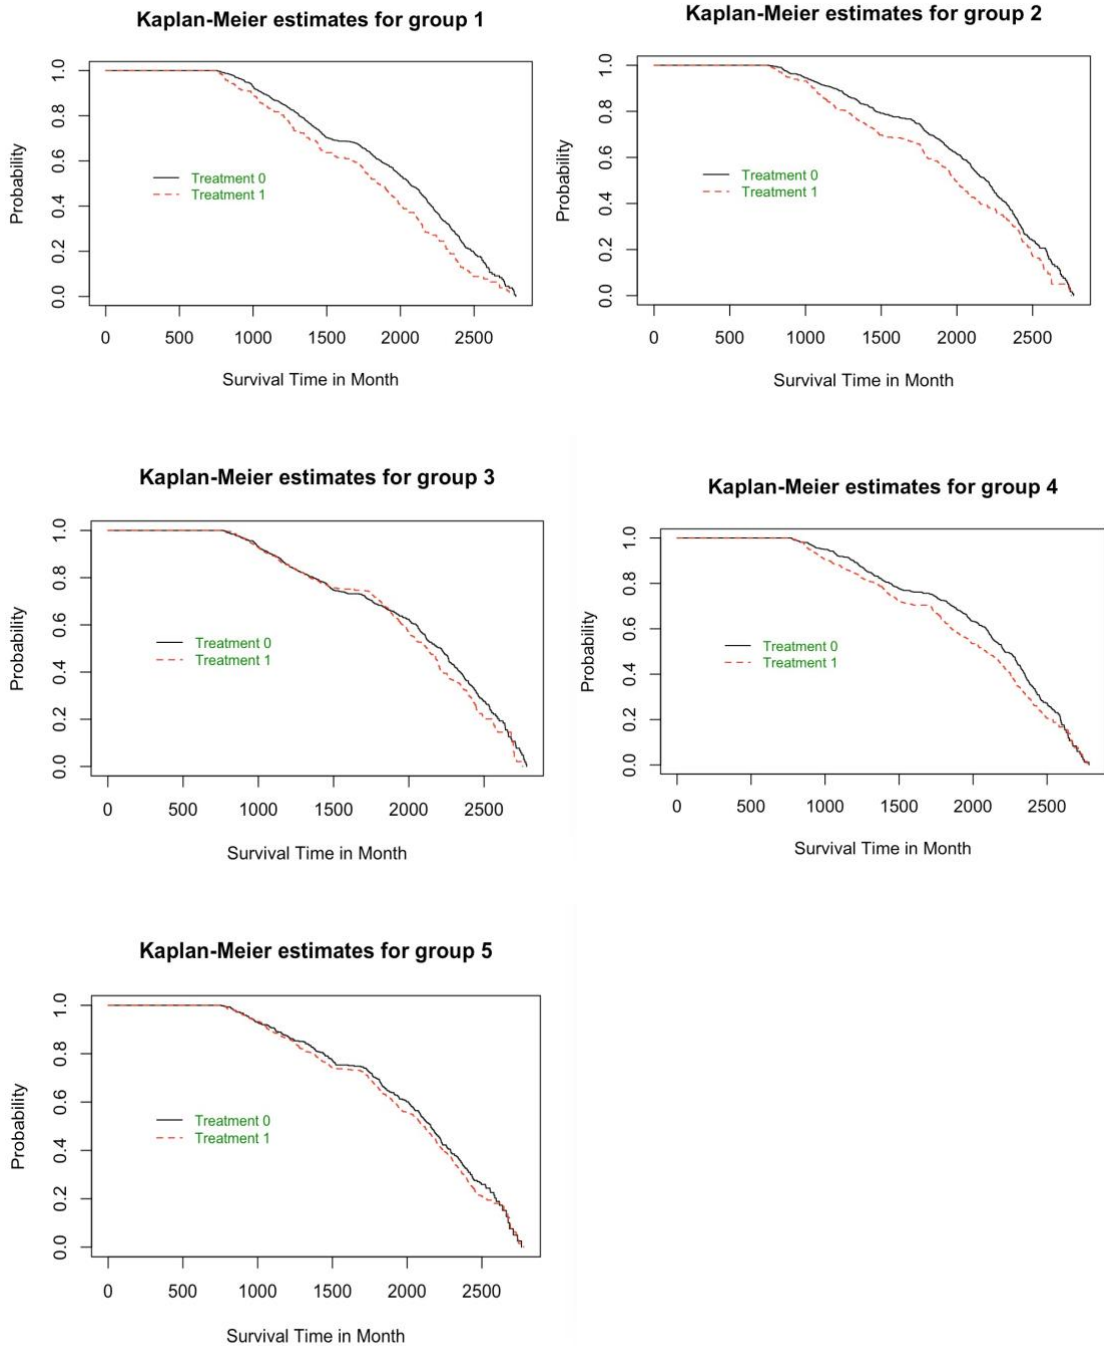 Kaplan-Meier estimates for group 1
Probability
1.0
0.8
0.6
0.4
0.2
0.0
Treatment 0
Treatment 1
0 500 1000 1500 2000 2500
Survival Time in Month
Kaplan-Meier estimates for group 2
Probability
1.0
0.8
0.6
0.4
0.2
0.0
Treatment 0
Treatment 1
0 500 1000 1500 2000 2500
Survival Time in Month
Kaplan-Meier estimates for group 3
Probability
1.0
0.8
0.6
0.4
0.2
0.0
Treatment 0
Treatment 1
0 500 1000 1500 2000 2500
Survival Time in Month
Kaplan-Meier estimates for group 4
Probability
1.0
0.8
0.6
0.4
0.2
0.0
Treatment 0
Treatment 1
0 500 1000 1500 2000 2500
Survival Time in Month
Kaplan-Meier estimates for group 5
Probability
1.0
0.8
0.6
0.4
0.2
0.0
Treatment 0
Treatment 1
0 500 1000 1500 2000 2500
Survival Time in Month